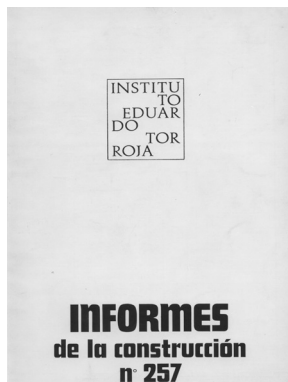 INSTITU
TO
EDUAR
DO
TOR
ROJA
INFORMES
de la construcción
nº 257